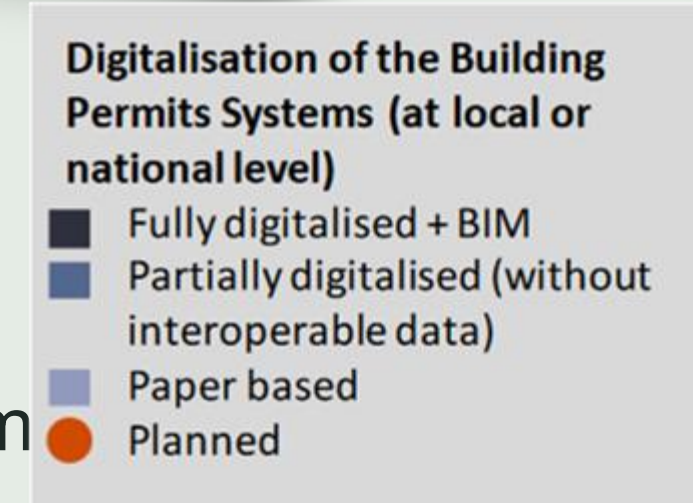 Digitalisation of the Building
Permits Systems (at local or
national level)
Fully digitalised + BIM
Partially digitalised (without
interoperable data)
Paper based
m
Planned